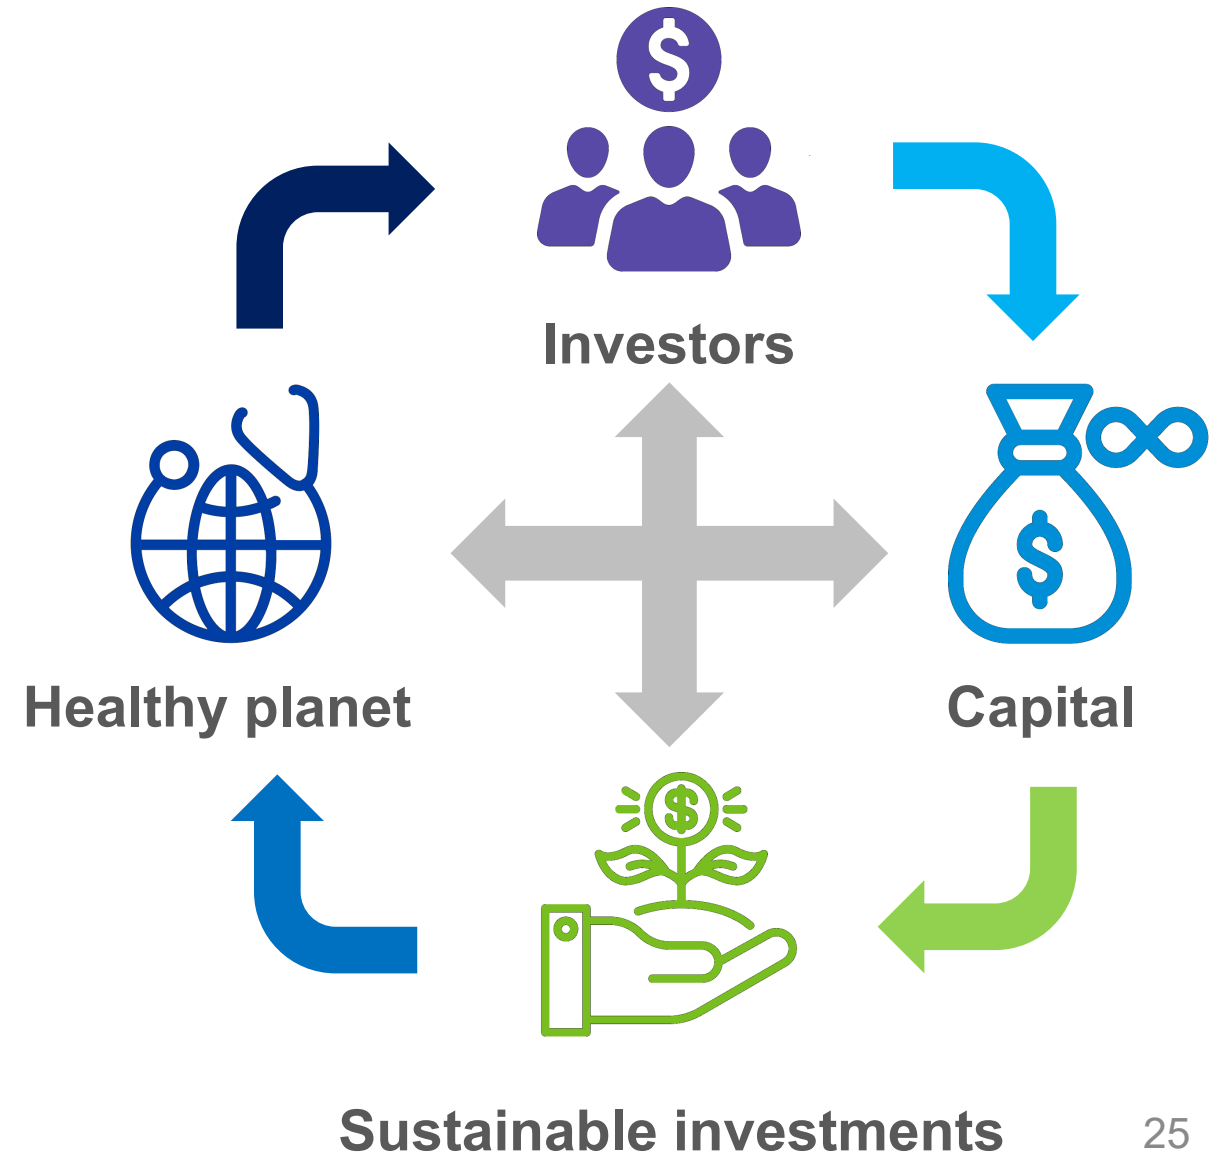 $
Investors
$
Healthy planet
Capital
$
Sustainable investments
25